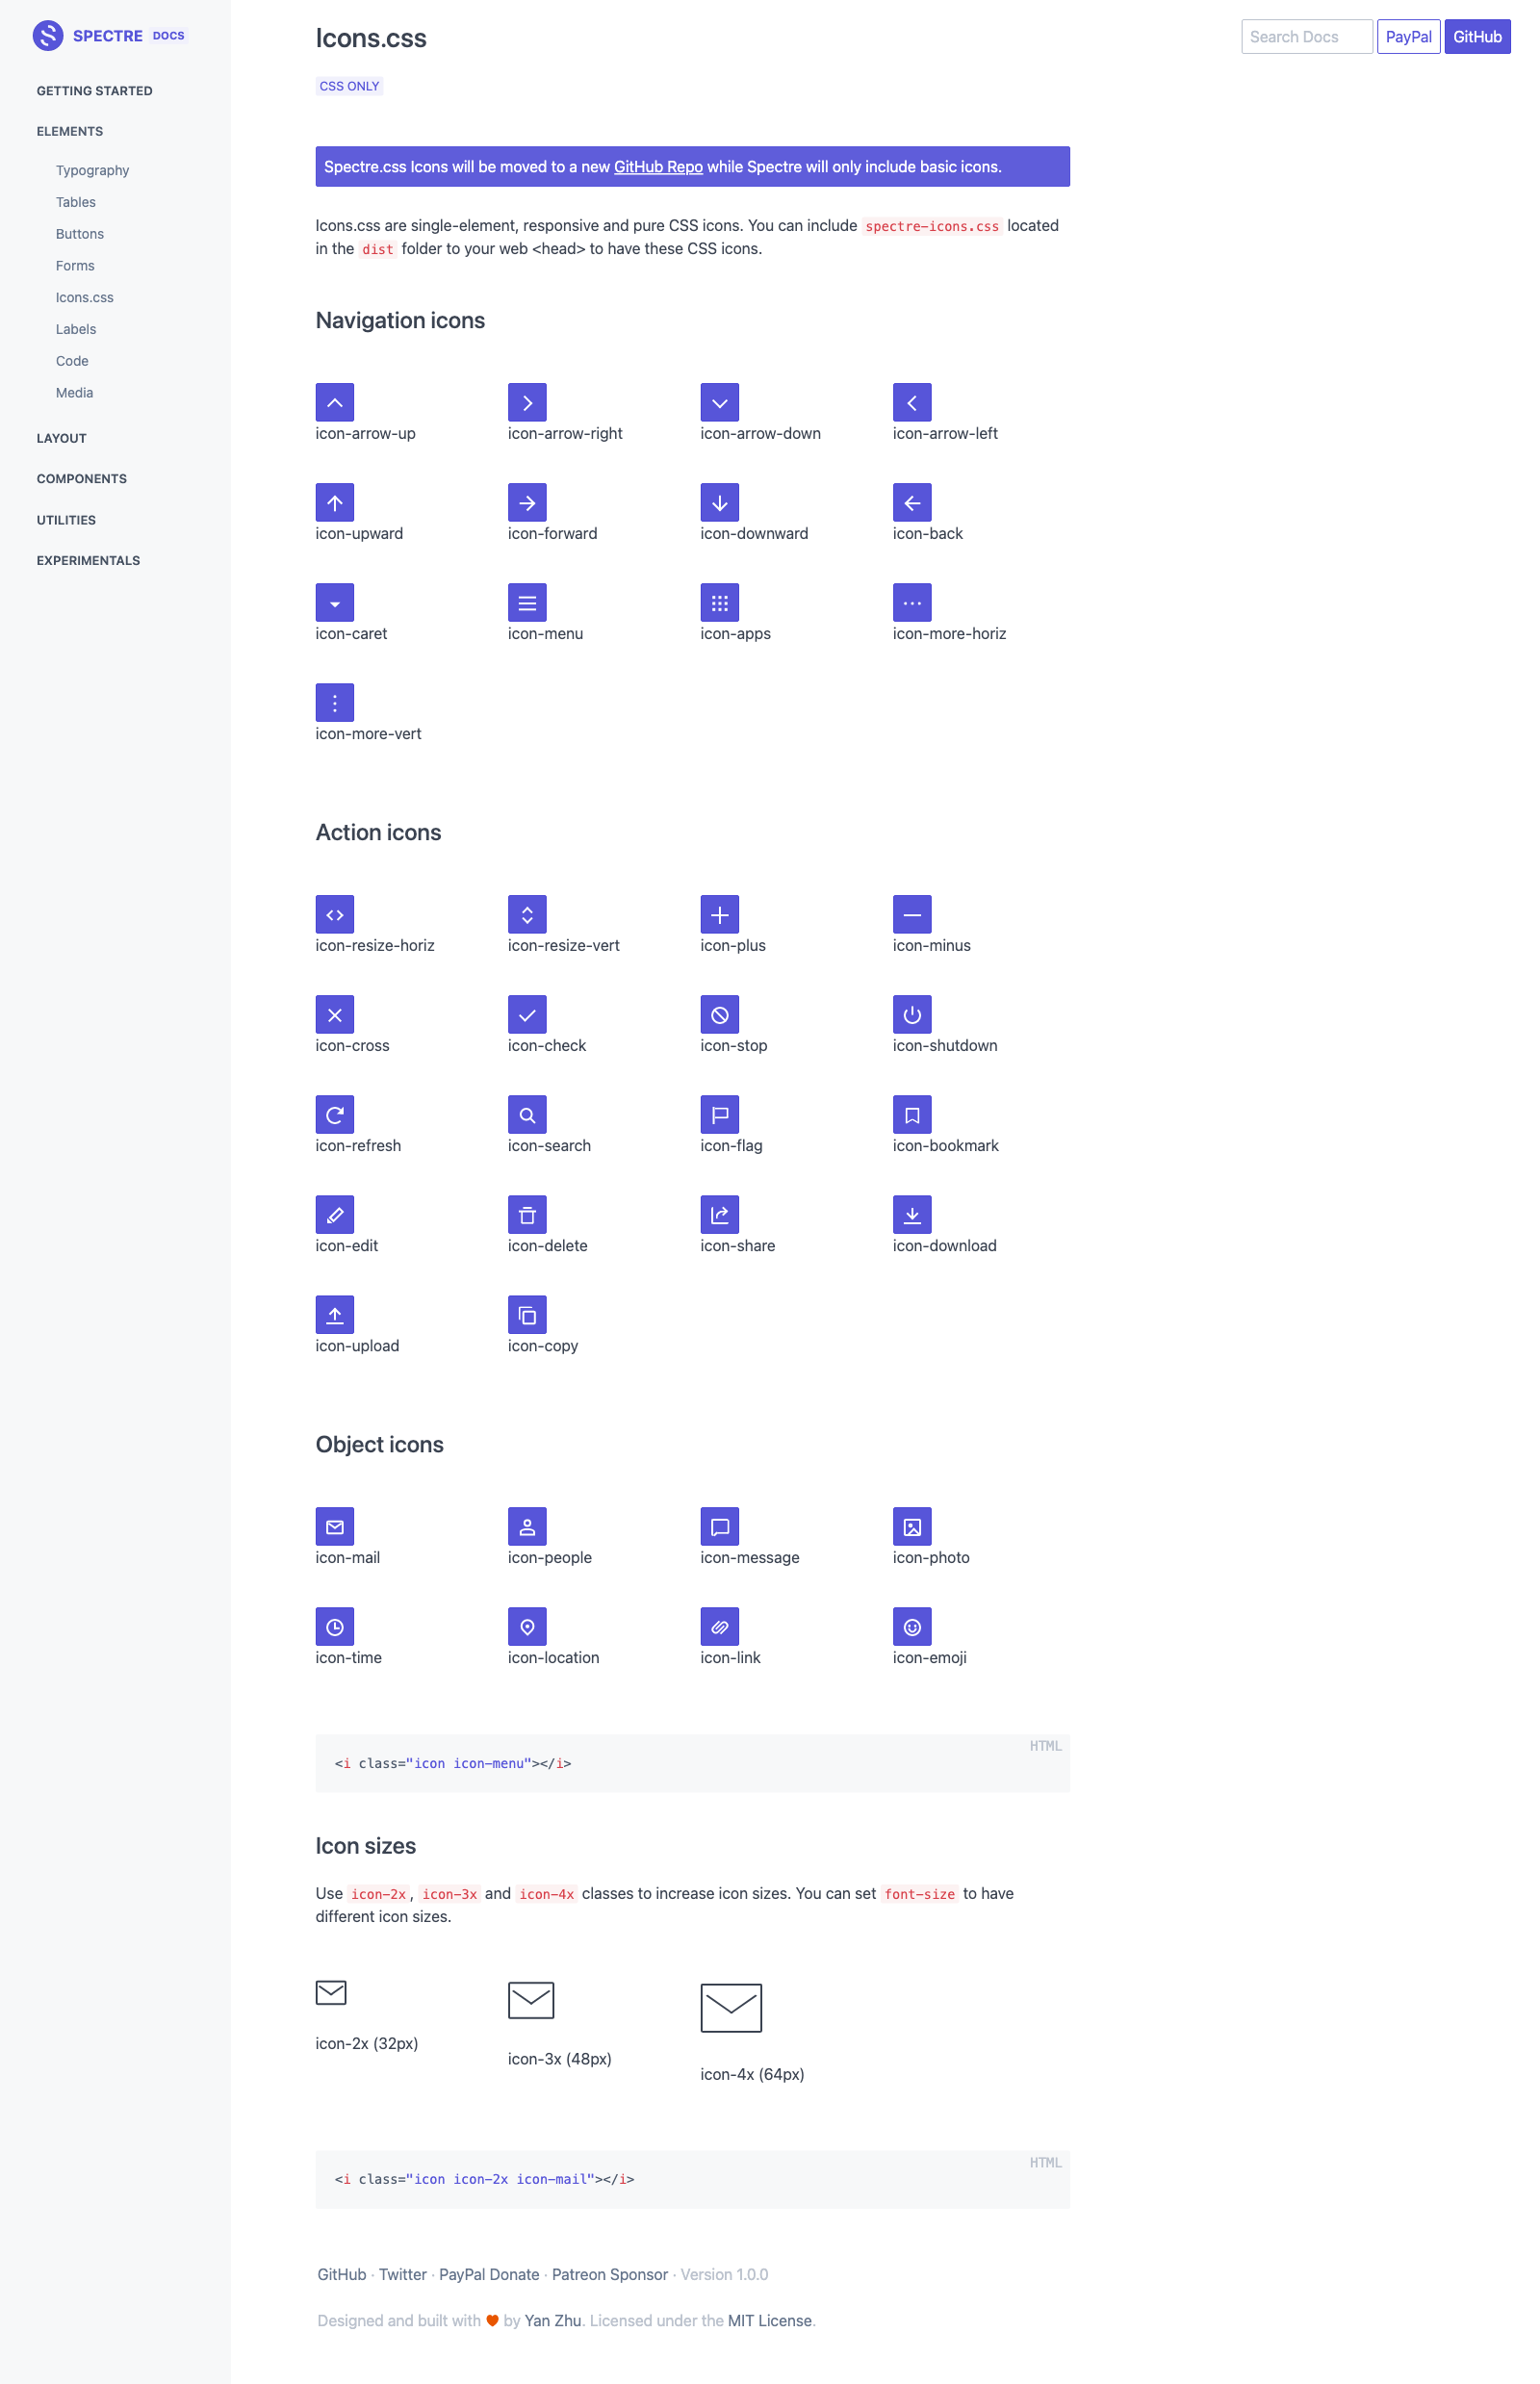 SPECTRE DOCS
GETTING STARTED
ELEMENTS
Typography
Tables
Buttons
Forms
Icons.css
Labels
Code
Media
LAYOUT
COMPONENTS
UTILITIES
EXPERIMENTALS
Icons.css
Search Docs PayPal GitHub
CSS ONLY
Spectre.css Icons will be moved to a new GitHub Repo while Spectre will only include basic icons.
Icons.css are single-element, responsive and pure CSS icons. You can include spectre-icons.css located
in the dist folder to your web <head> to have these CSS icons.
Navigation icons
icon-arrow-up icon-arrow-right icon-arrow-down icon-arrow-left
icon-upward icon-forward icon-downward icon-back
icon-caret icon-menu icon-apps icon-more-horiz
icon-more-vert
Action icons
icon-resize-horiz icon-resize-vert icon-plus icon-minus
icon-cross icon-check icon-stop icon-shutdown
icon-refresh icon-search icon-flag icon-bookmark
icon-edit icon-delete icon-share icon-download
icon-upload icon-copy
Object icons
icon-mail icon-people icon-message icon-photo
icon-time icon-location icon-link icon-emoji
HTML
<i class="icon icon-menu"></i>
Icon sizes
Use icon-2x, icon-3x and icon-4x classes to increase icon sizes. You can set font-size to have
different icon sizes.
icon-2x (32px)
icon-3x (48px)
icon-4x (64px)
HTML
<i class="icon icon-2x icon-mail"></i>
GitHub · Twitter · PayPal Donate · Patreon Sponsor · Version 1.0.0
Designed and built with by Yan Zhu. Licensed under the MIT License.